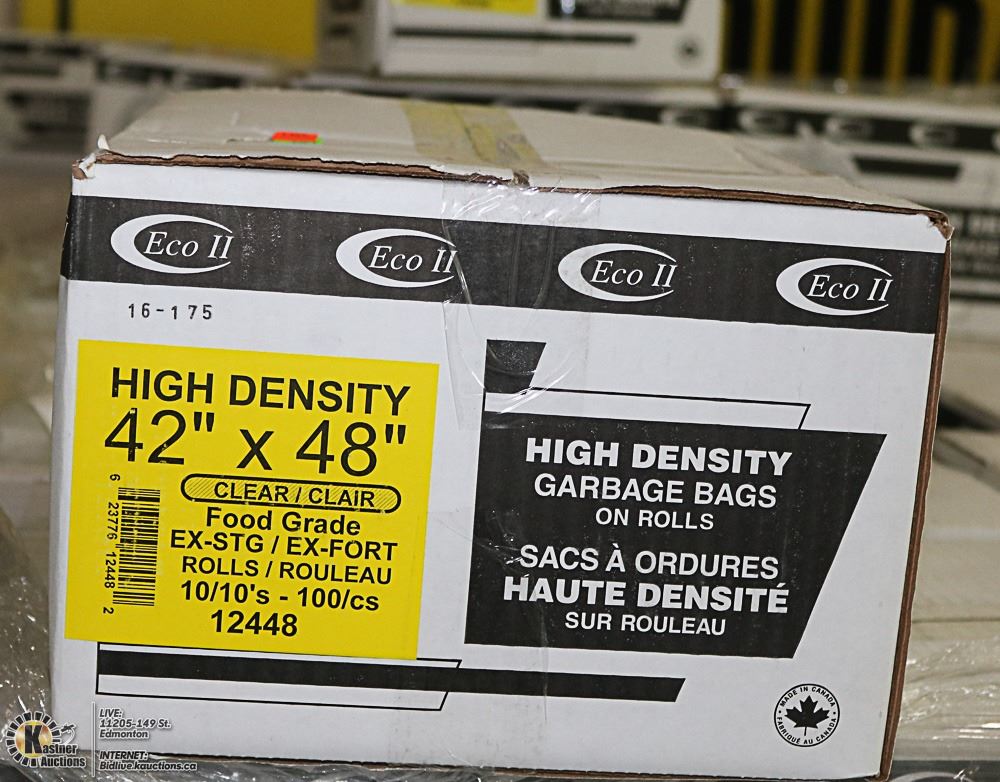 Eco II Eco II Eco II Eco II
16-175
HIGH DENSITY
42" x 48"
CLEAR / CLAIR
Food Grade
EX-STG / EX-FORT
ROLLS / ROULEAU
10/10's - 100/cs
12448
6 23776 12448 2
HIGH DENSITY
GARBAGE BAGS
ON ROLLS
SACS À ORDURES
HAUTE DENSITÉ
SUR ROULEAU
MADE IN CANADA
FABRIQUÉ AU CANADA
Kastner
Auctions
LIVE:
11205-149 St.
Edmonton
INTERNET:
Bidlive.kauctions.ca